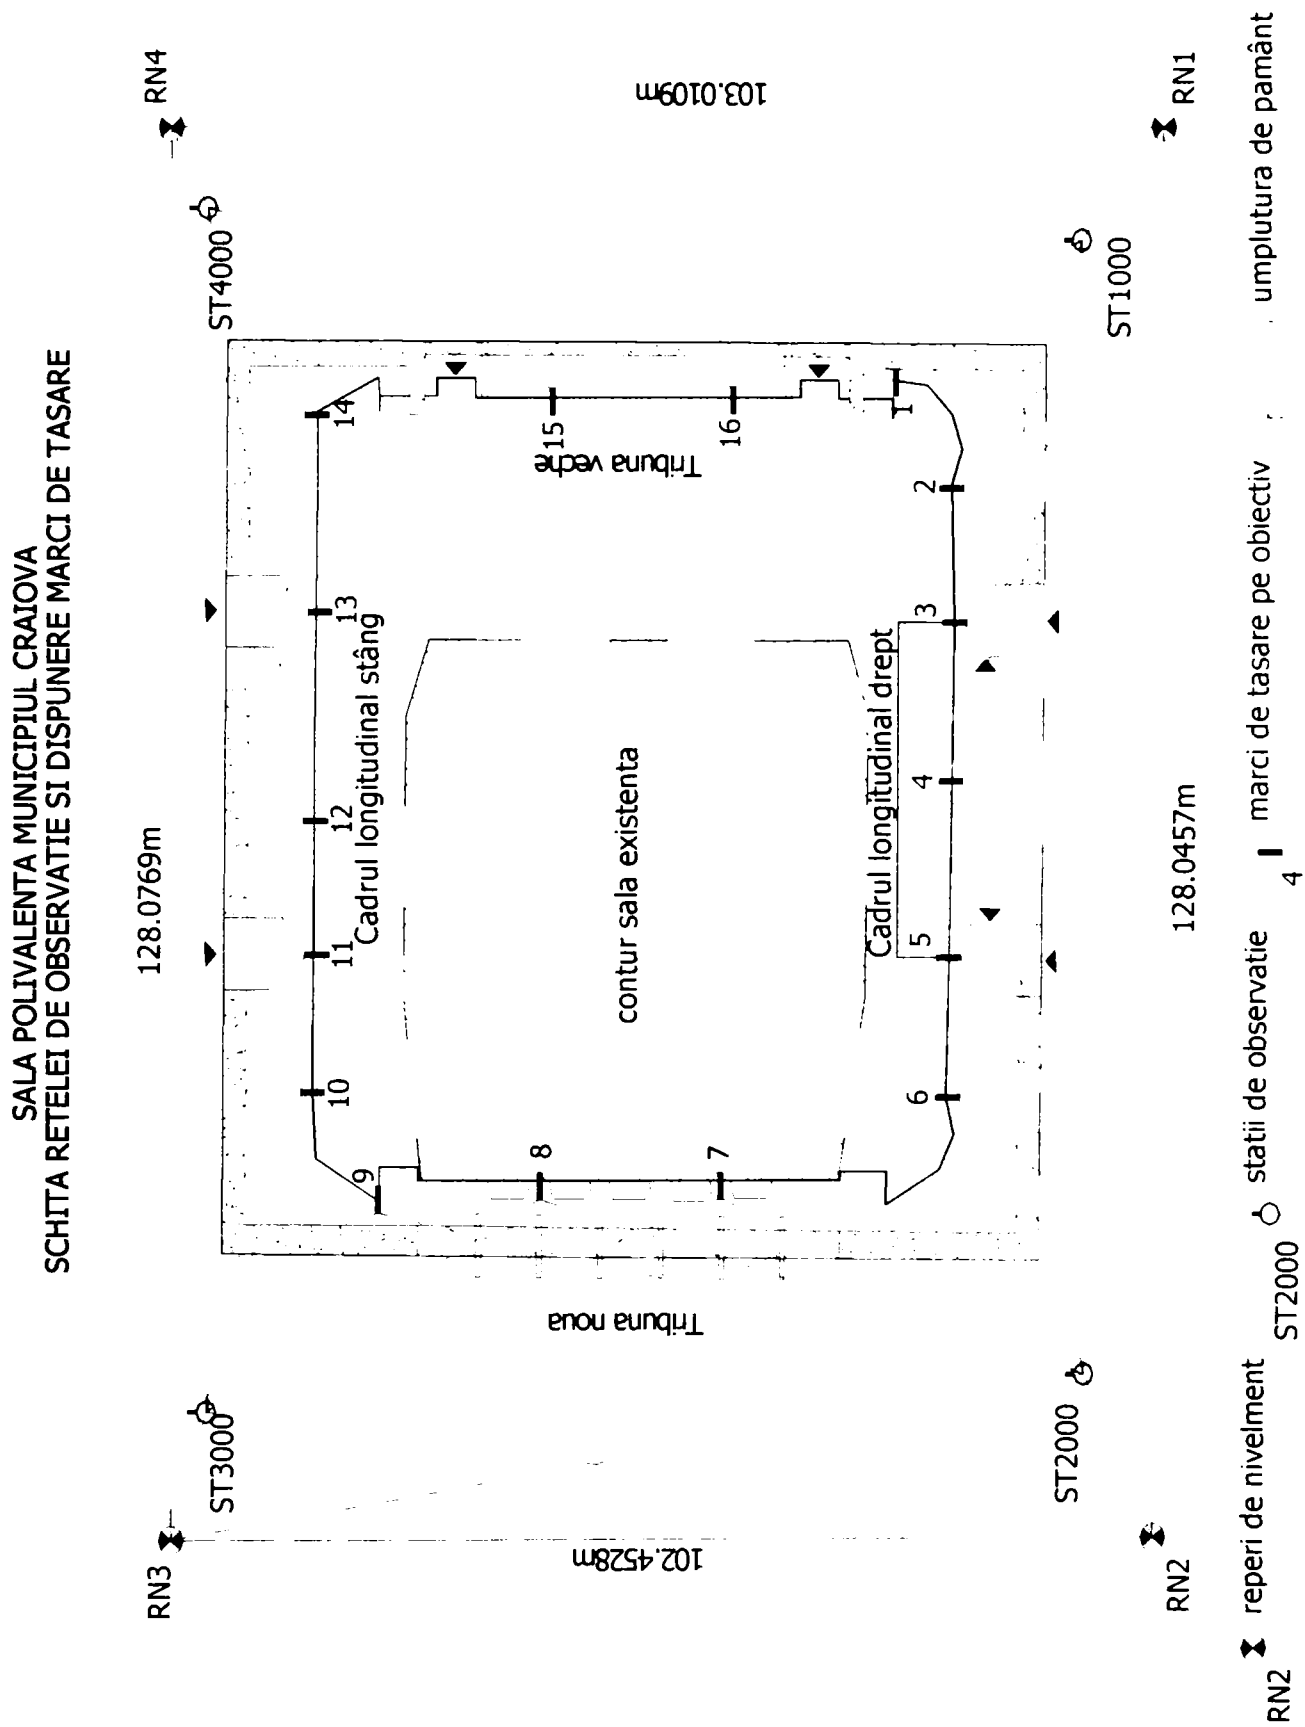 SALA POLIVALENTA MUNICIPIUL CRAIOVA
SCHITA RETELEI DE OBSERVATIE SI DISPUNERE MARCI DE TASARE
RN3
128.0769m
RN4
ST3000
ST4000
10
11
12
13
14
Cadrul longitudinal stâng
9
8
7
15
16
1
Tribuna noua
Tribuna veche
102.4528m
103.0109m
contur sala existenta
Cadrul longitudinal drept
6
5
4
3
2
ST2000
ST1000
RN2
128.0457m
RN1
RN2 reperi de nivelment
ST2000 statii de observatie
4 marci de tasare pe obiectiv
umplutura de pamânt